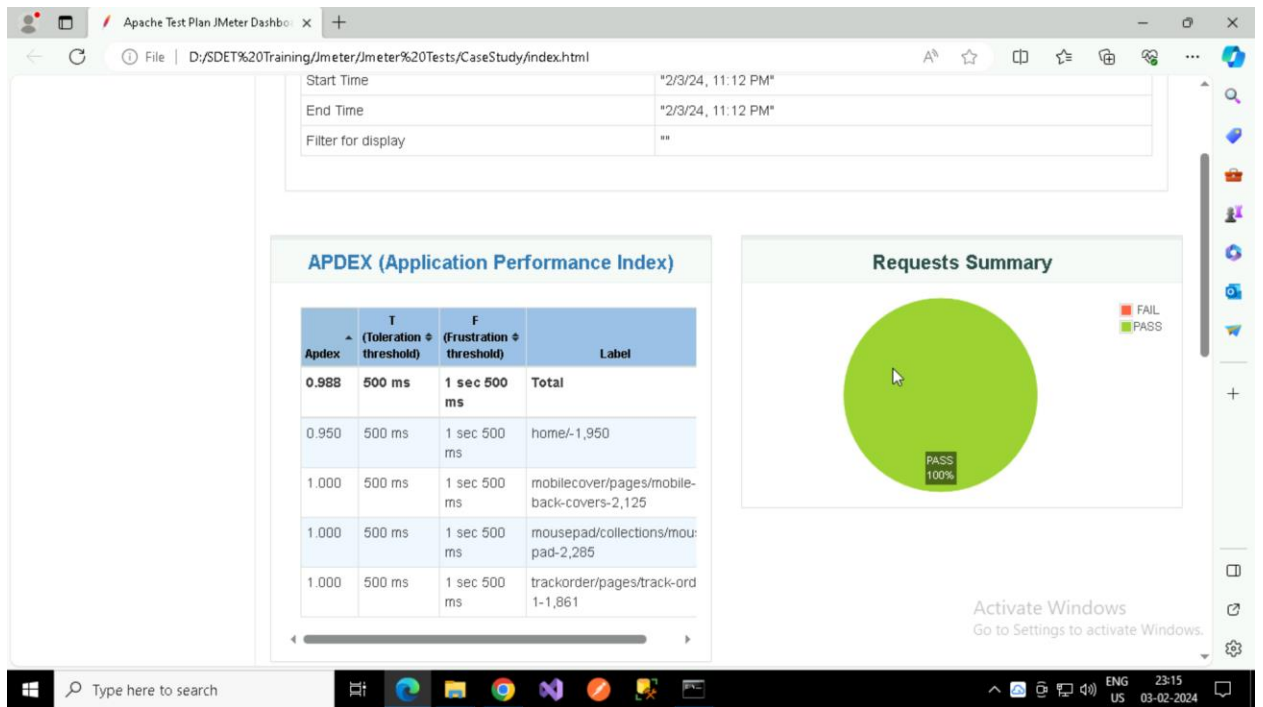 Apache Test Plan JMeter Dashbo
File | D:/SDET%20Training/Jmeter/Jmeter%20Tests/CaseStudy/index.html
Start Time "2/3/24, 11:12 PM"
End Time "2/3/24, 11:12 PM"
Filter for display ""
APDEX (Application Performance Index)
Apdex T (Toleration threshold) F (Frustration threshold) Label
0.988 500 ms 1 sec 500 ms Total
0.950 500 ms 1 sec 500 ms home/-1,950
1.000 500 ms 1 sec 500 ms mobilecover/pages/mobile-back-covers-2,125
1.000 500 ms 1 sec 500 ms mousepad/collections/mous pad-2,285
1.000 500 ms 1 sec 500 ms trackorder/pages/track-ord 1-1,861
Requests Summary
FAIL
PASS
PASS
100%
Activate Windows
Go to Settings to activate Windows.
Type here to search
ENG
US
23:15
03-02-2024